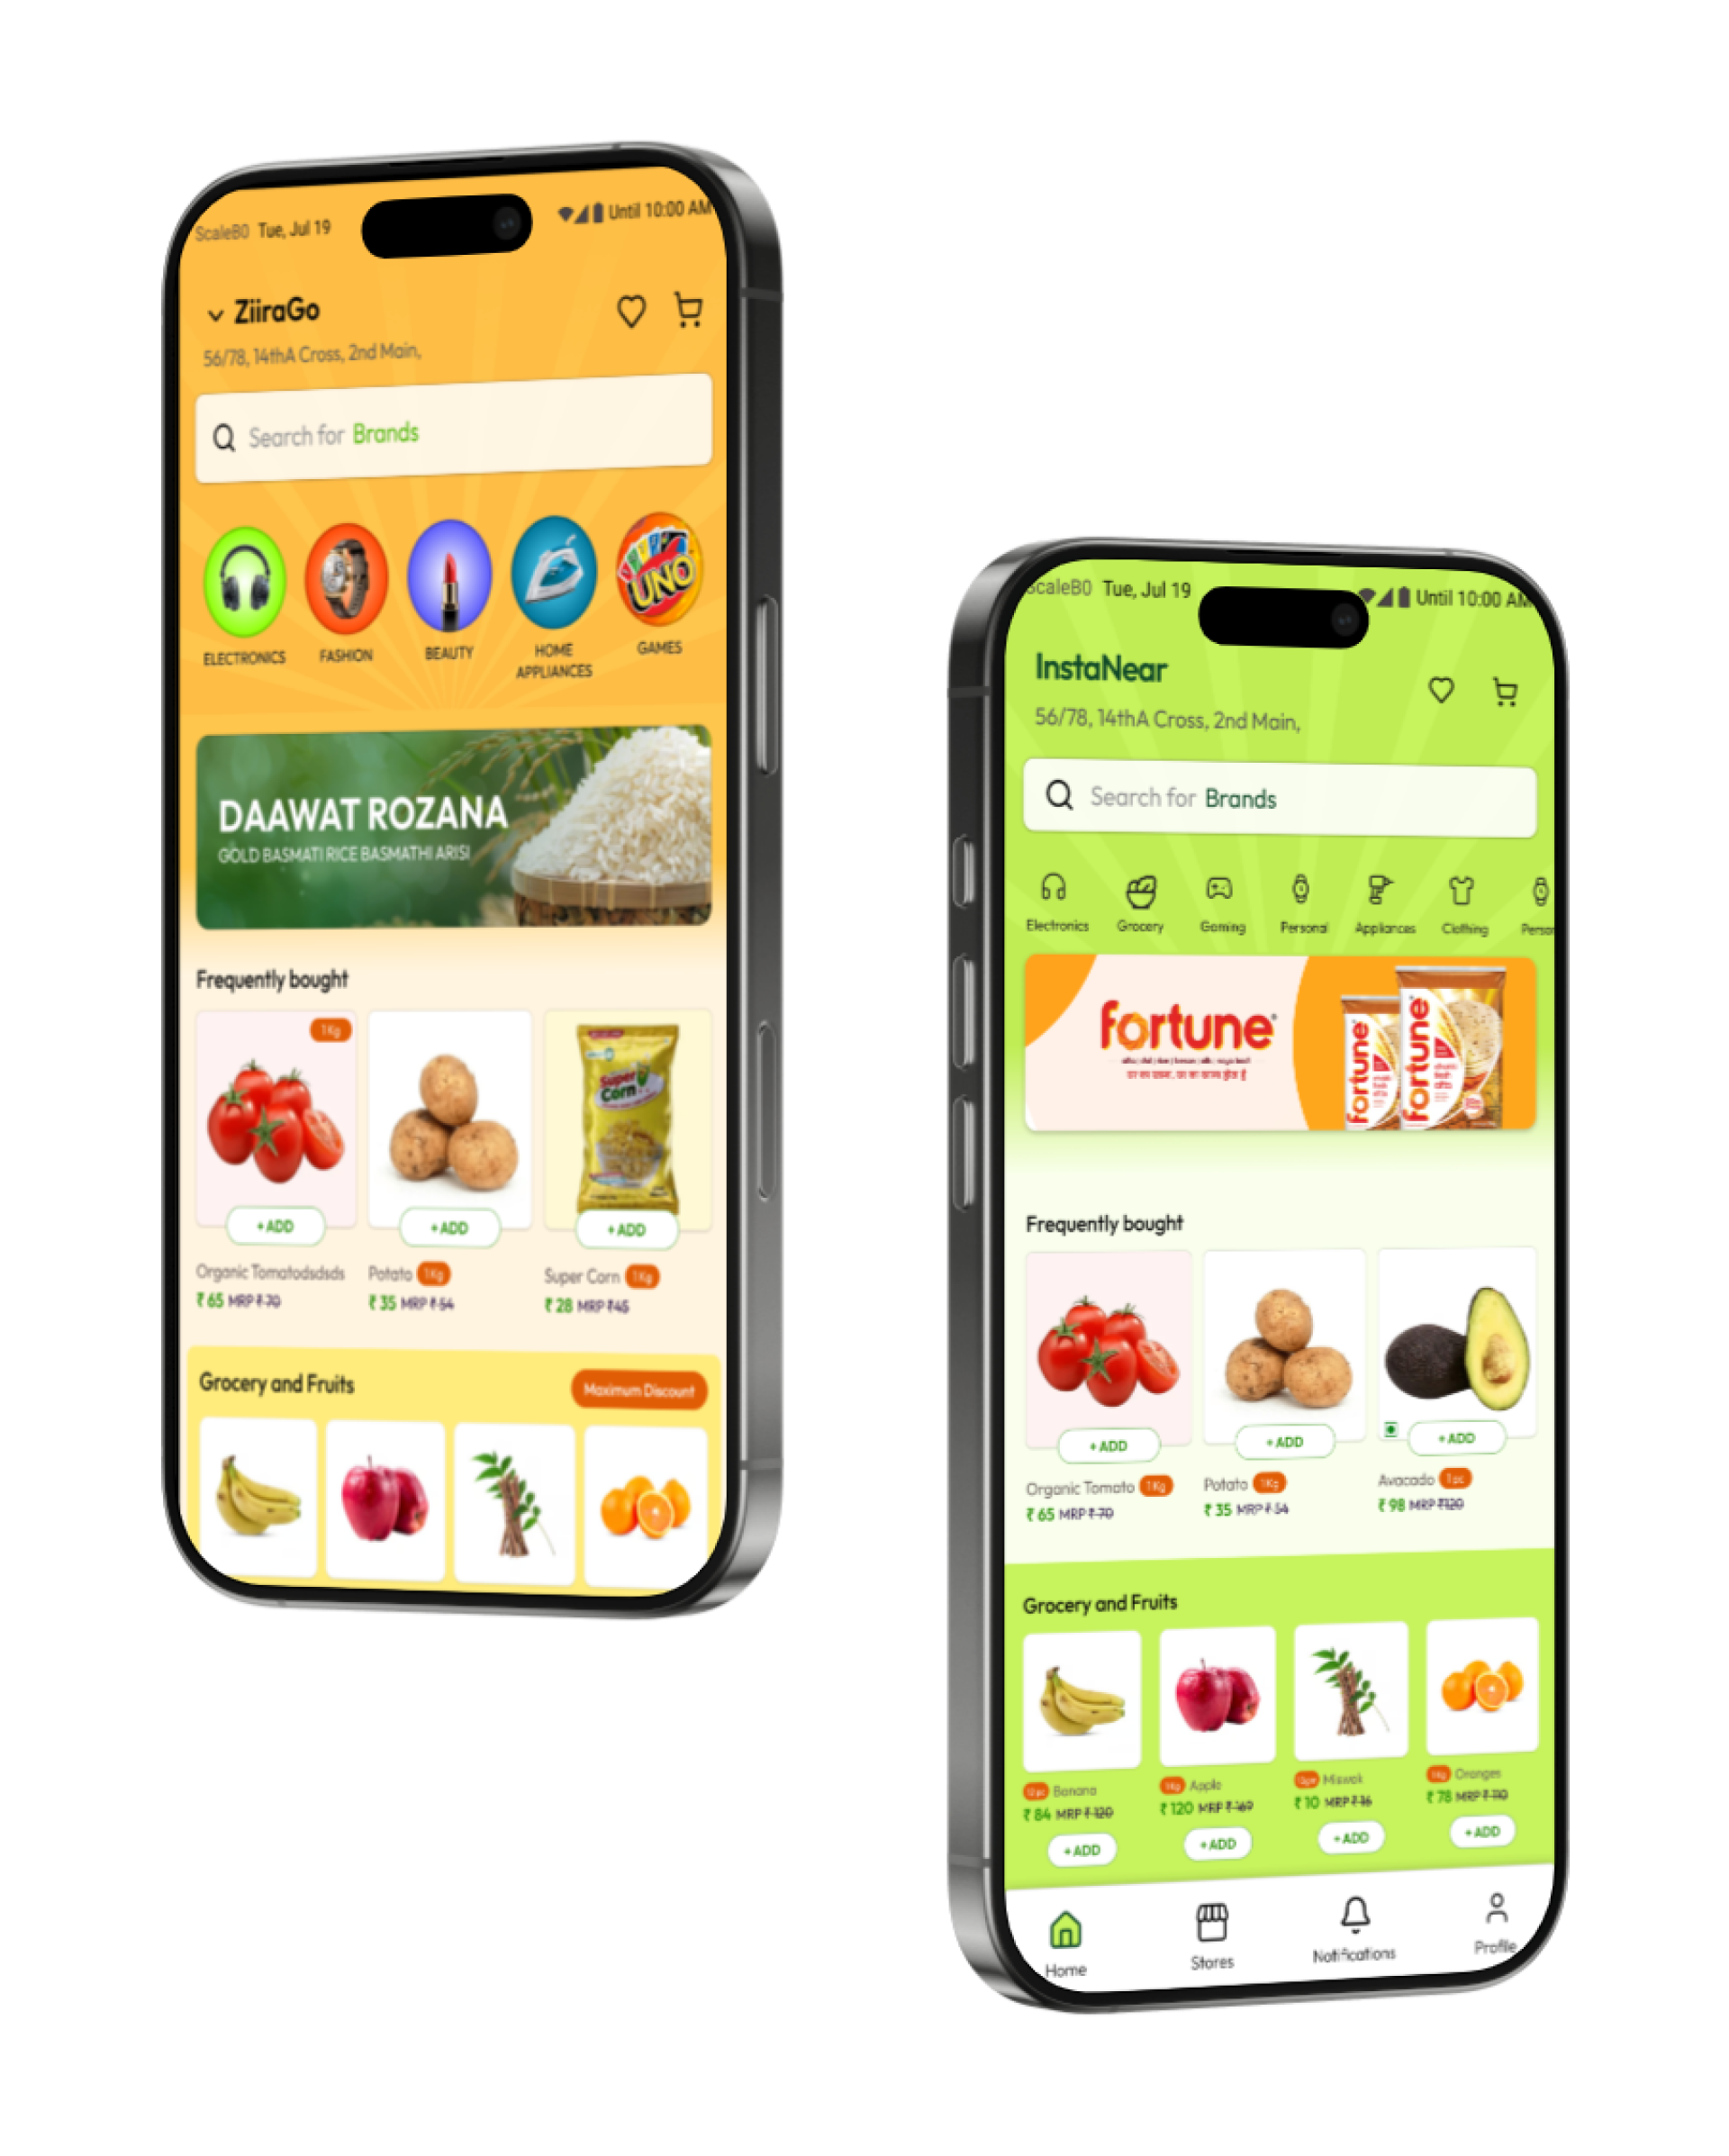 ScaleB0 Tue, Jul 19
Until 10:00 AM
ZiiraGo
56/78, 14thA Cross, 2nd Main,
Search for Brands
UNO
ELECTRONICS
FASHION
BEAUTY
HOME
APPLIANCES
GAMES
DAAWAT ROZANA
GOLD BASMATI RICE BASMATHI ARISI
Frequently bought
1Kg
Super
Corn
+ ADD
+ ADD
+ ADD
Organic Tomatodsdsds
Potato 1Kg
Super Corn 1Kg
₹ 65 MRP ₹ 70
₹ 35 MRP ₹ 54
₹ 28 MRP ₹45
Grocery and Fruits
Maximum Discount
ScaleB0 Tue, Jul 19
Until 10:00 AM
InstaNear
56/78, 14thA Cross, 2nd Main,
Search for Brands
Electronics
Grocery
Gaming
Personal
Appliances
Clothing
Person
fortune
fortune
fortune
Frequently bought
+ ADD
+ ADD
+ ADD
Organic Tomato 1Kg
Potato 1Kg
Avacado 1pc
₹ 65 MRP ₹ 70
₹ 35 MRP ₹ 54
₹ 98 MRP ₹120
Grocery and Fruits
Banana
1Kg Apple
Miswak
1Kg Oranges
₹ 84 MRP ₹ 120
₹ 120 MRP ₹ 169
₹ 10 MRP ₹ 16
₹ 78 MRP ₹ 110
+ ADD
+ ADD
+ ADD
+ ADD
Home
Stores
Notifications
Profile